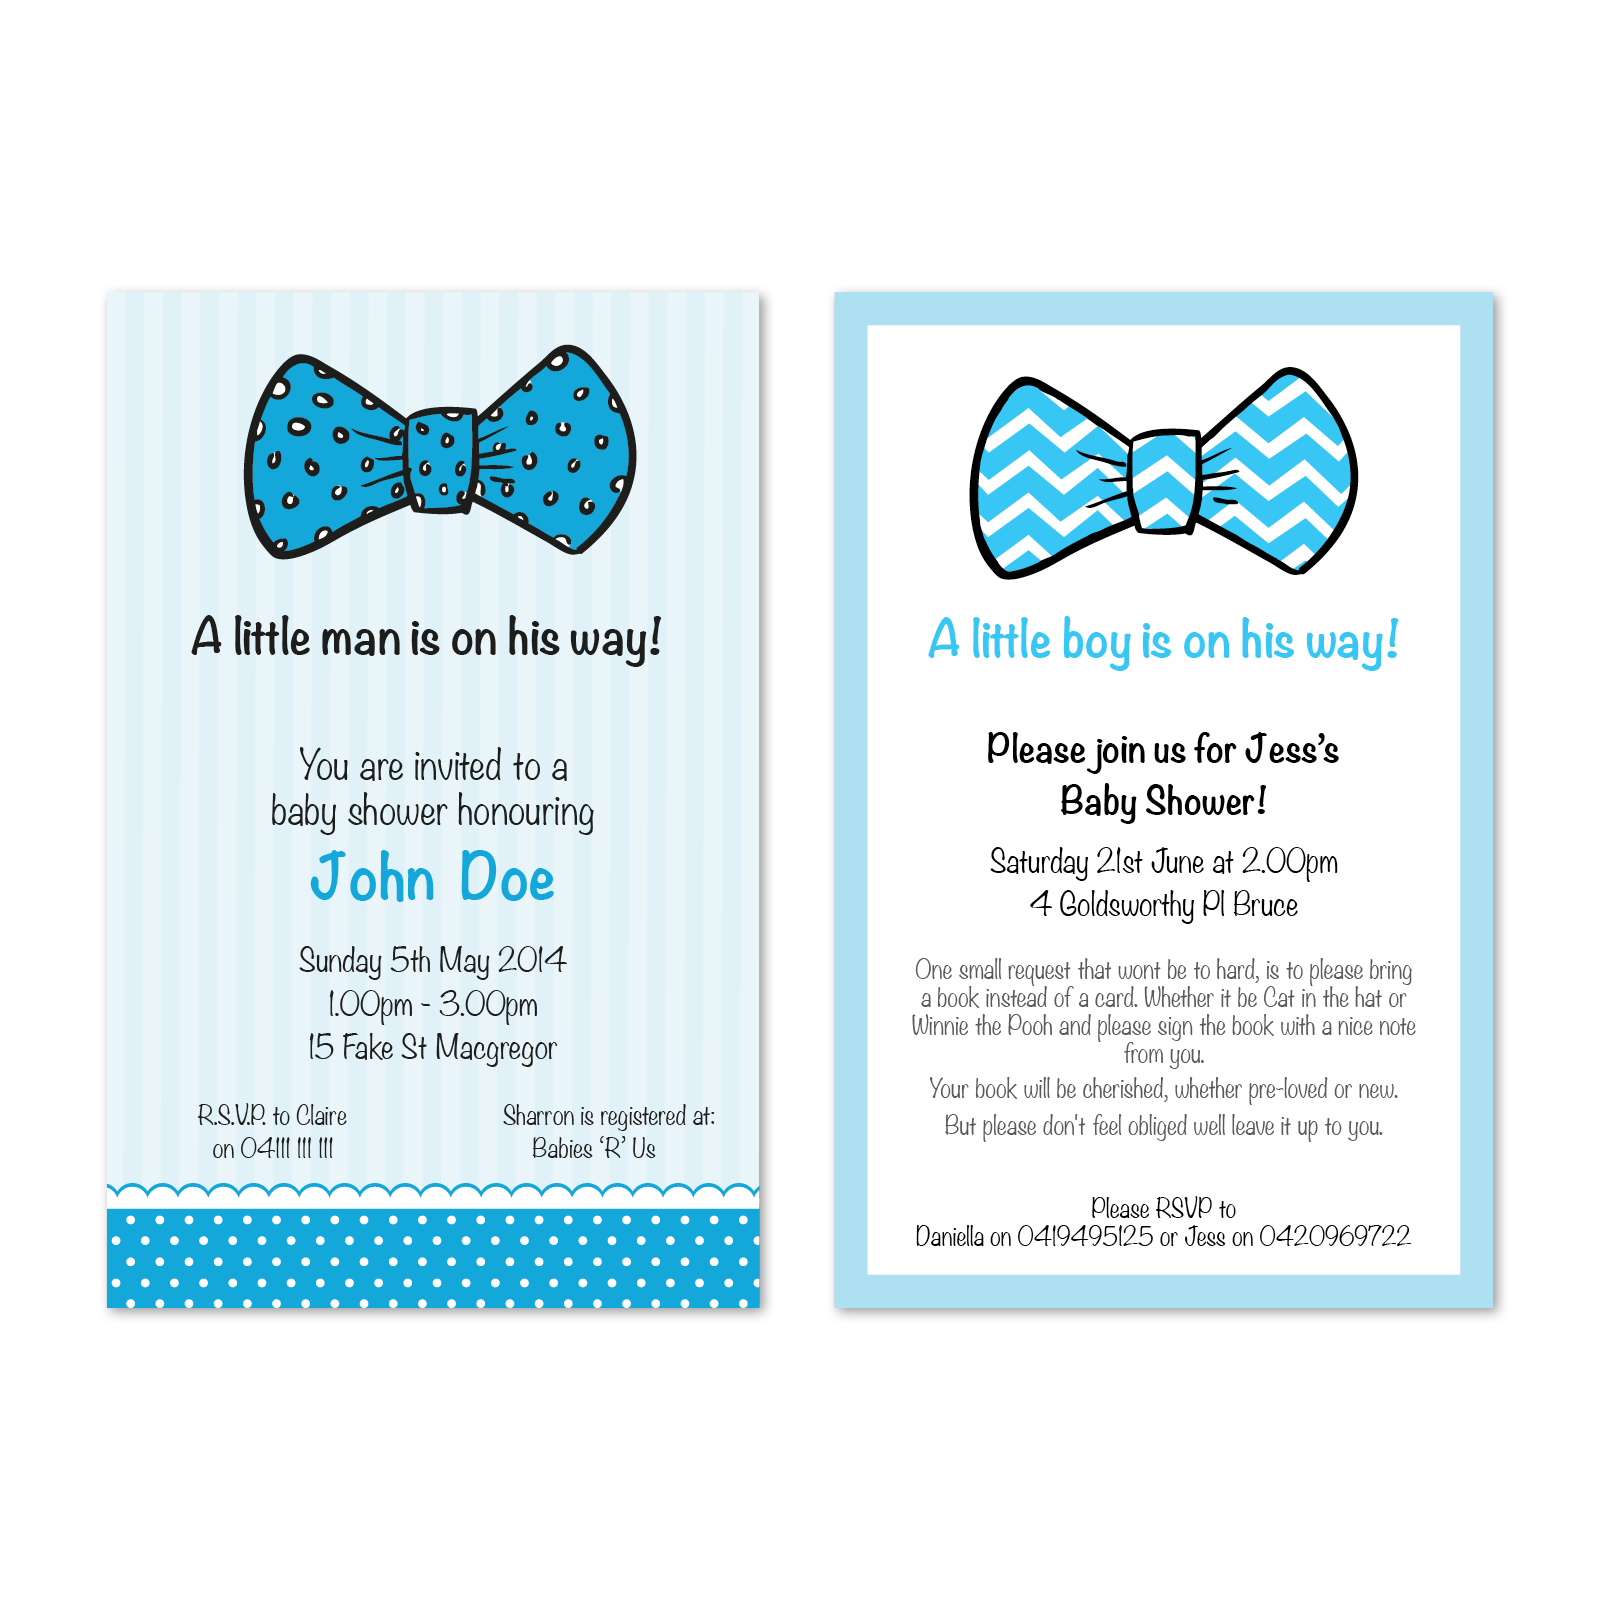 A little man is on his way!
You are invited to a
baby shower honouring
John Doe
Sunday 5th May 2014
1.00pm - 3.00pm
15 Fake St Macgregor
R.S.V.P. to Claire
on 04111 111 111
Sharron is registered at:
Babies ‘R’ Us
A little boy is on his way!
Please join us for Jess’s
Baby Shower!
Saturday 21st June at 2.00pm
4 Goldsworthy Pl Bruce
One small request that wont be to hard, is to please bring
a book instead of a card. Whether it be Cat in the hat or
Winnie the Pooh and please sign the book with a nice note
from you.
Your book will be cherished, whether pre-loved or new.
But please don't feel obliged well leave it up to you.
Please RSVP to
Daniella on 0419495125 or Jess on 0420969722